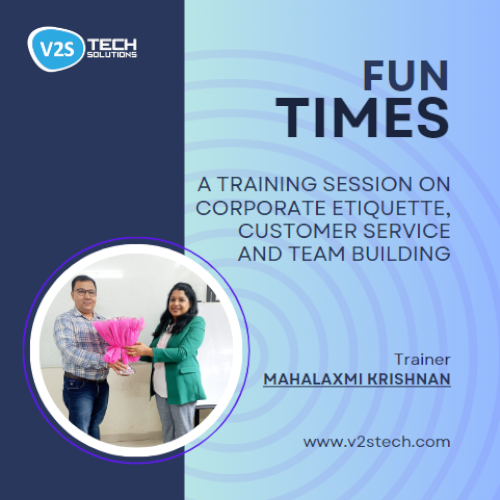 V2S TECH
SOLUTIONS
FUN
TIMES
A TRAINING SESSION ON
CORPORATE ETIQUETTE,
CUSTOMER SERVICE
AND TEAM BUILDING
Trainer
MAHALAXMI KRISHNAN
www.v2stech.com